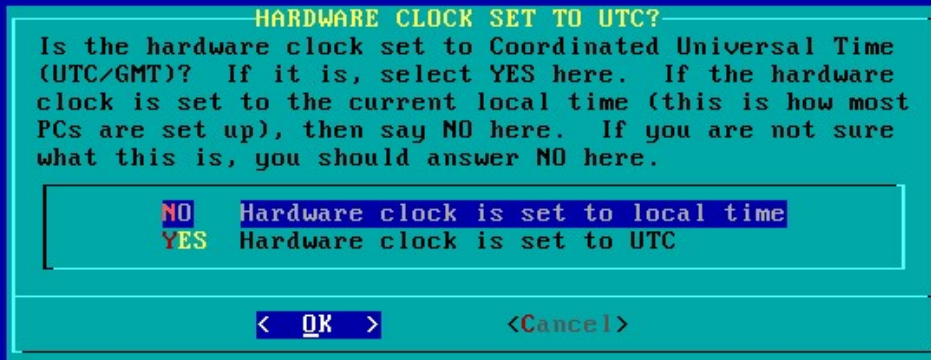 HARDWARE CLOCK SET TO UTC?
Is the hardware clock set to Coordinated Universal Time
(UTC/GMT)?  If it is, select YES here.  If the hardware
clock is set to the current local time (this is how most
PCs are set up), then say NO here.  If you are not sure
what this is, you should answer NO here.
NO   Hardware clock is set to local time
YES  Hardware clock is set to UTC
<  OK  >        <Cancel>